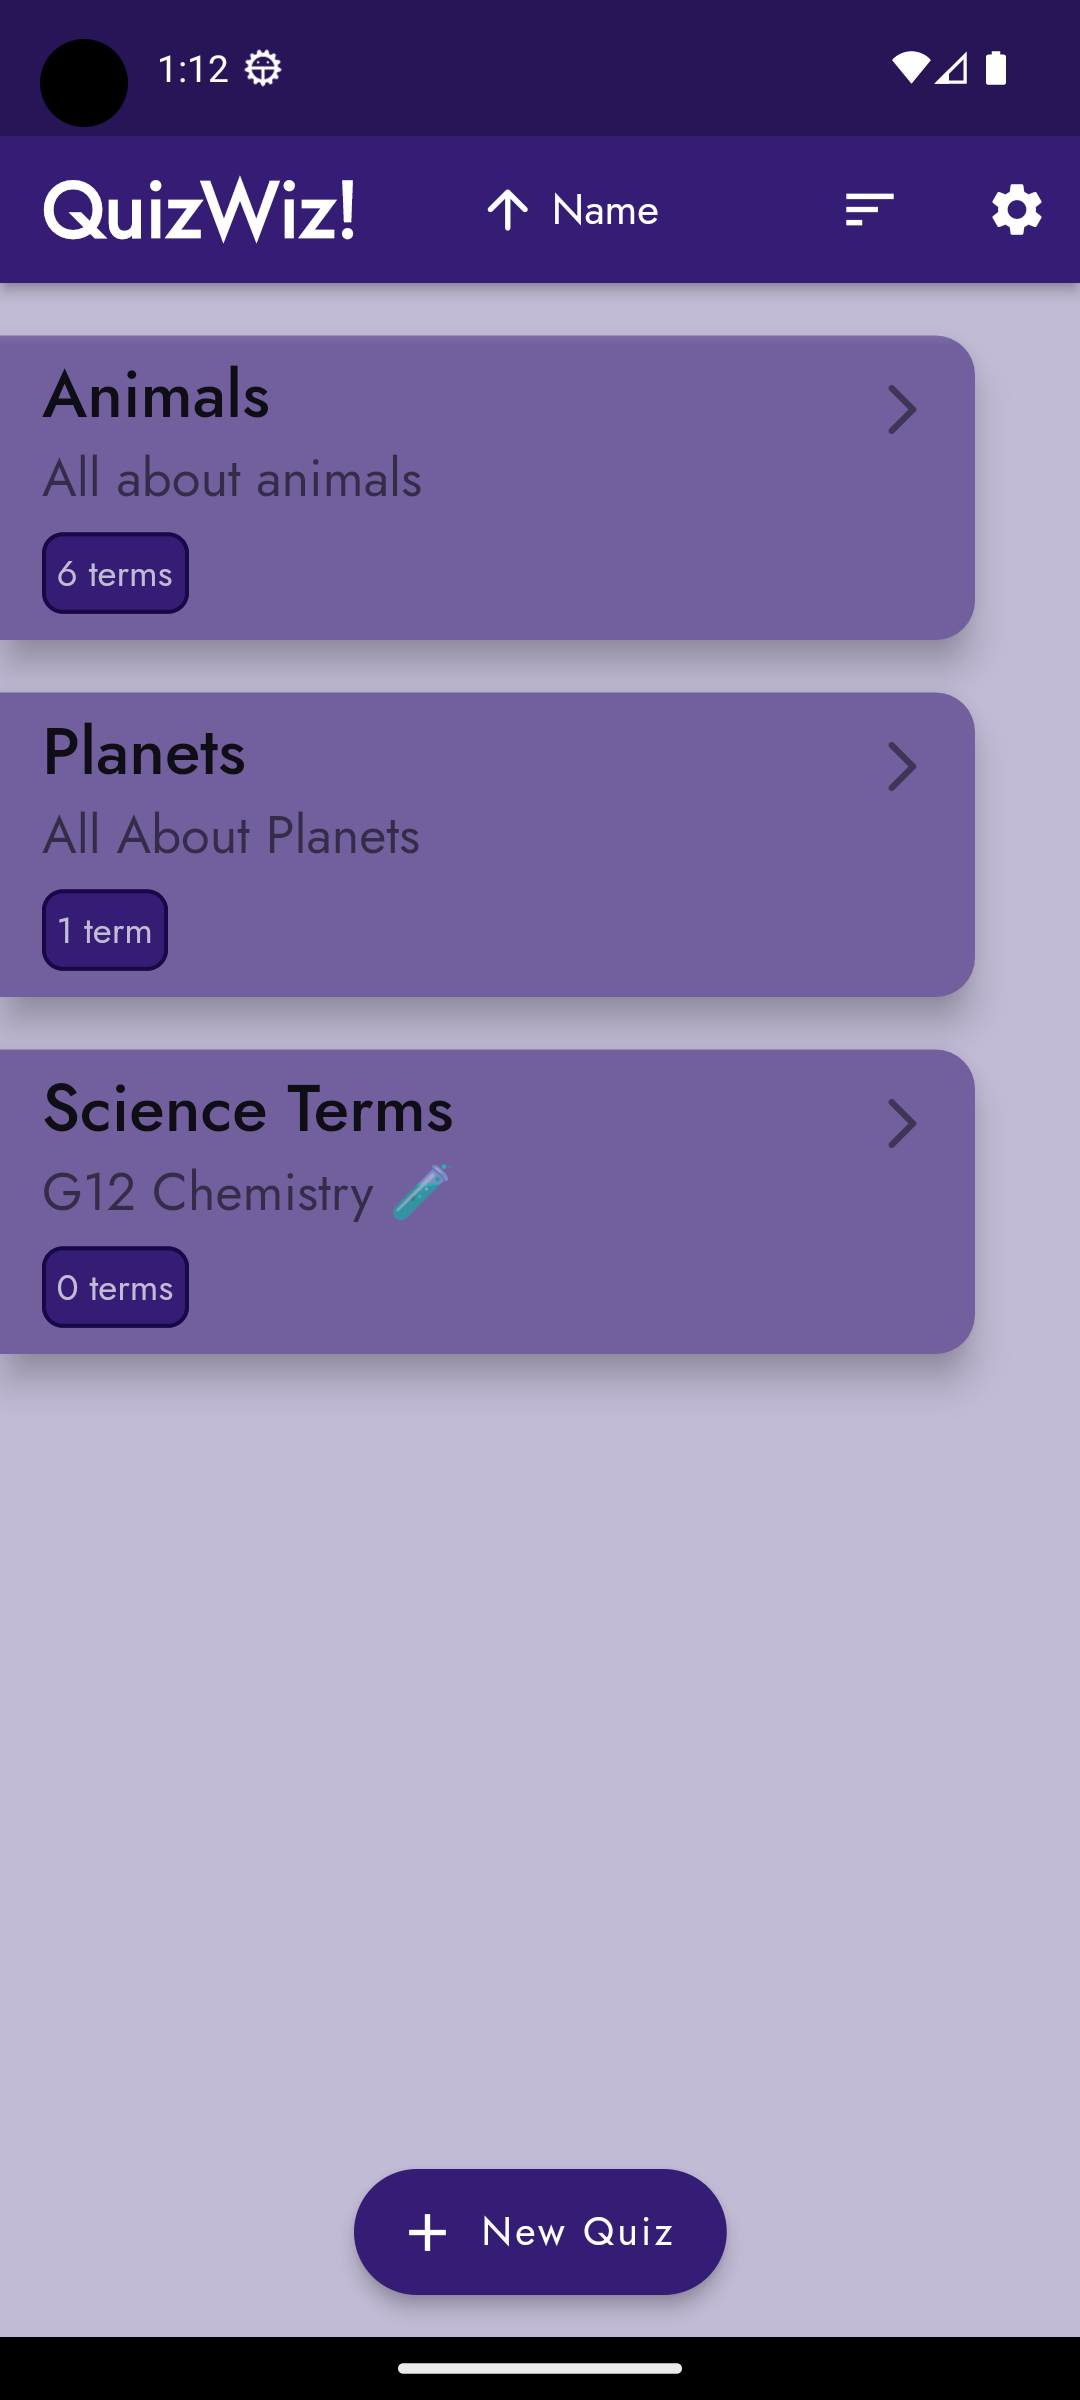 1:12
QuizWiz!
Name
Animals
All about animals
6 terms
Planets
All About Planets
1 term
Science Terms
G12 Chemistry 🧪
0 terms
New Quiz